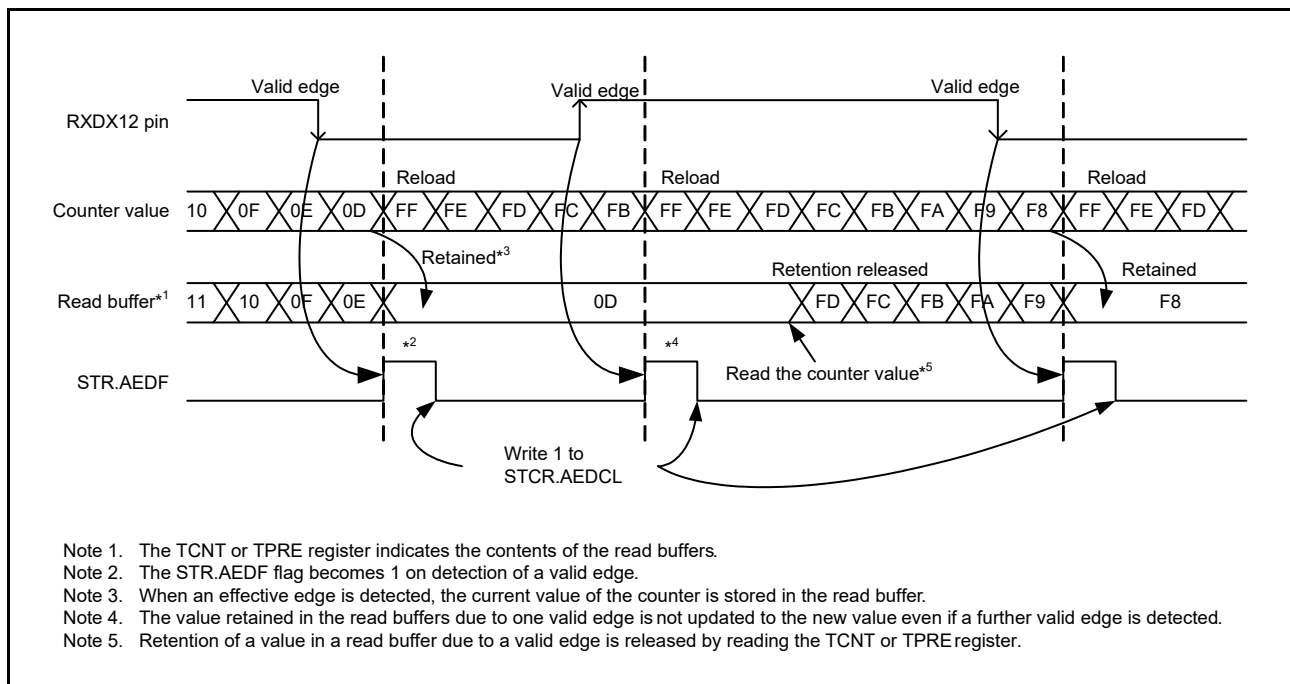 Valid edge Valid edge Valid edge
RXDX12 pin
Reload Reload Reload
Counter value 10 0F 0E 0D FF FE FD FC FB FF FE FD FC FB FA F9 F8 FF FE FD
Retained*3 Retention released Retained
Read buffer*1 11 10 0F 0E 0D FD FC FB FA F9 F8
*2 *4
STR.AEDF Read the counter value*5
Write 1 to
STCR.AEDCL
Note 1. The TCNT or TPRE register indicates the contents of the read buffers.
Note 2. The STR.AEDF flag becomes 1 on detection of a valid edge.
Note 3. When an effective edge is detected, the current value of the counter is stored in the read buffer.
Note 4. The value retained in the read buffers due to one valid edge is not updated to the new value even if a further valid edge is detected.
Note 5. Retention of a value in a read buffer due to a valid edge is released by reading the TCNT or TPRE register.